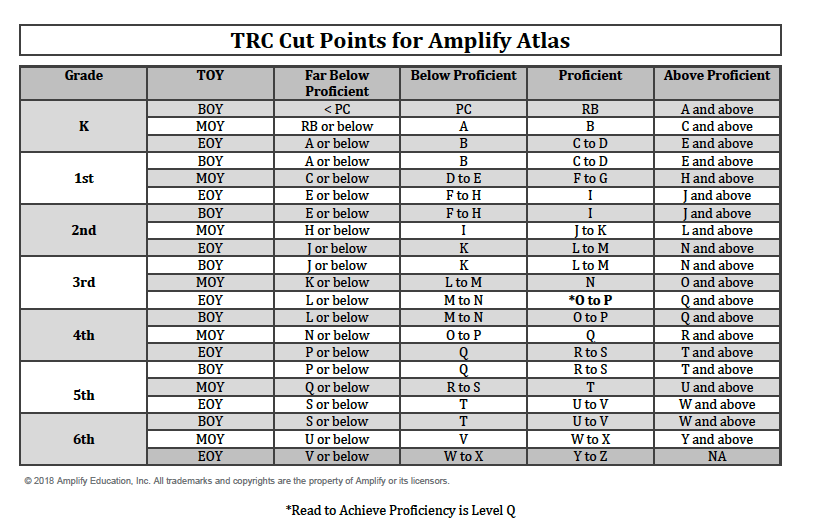 TRC Cut Points for Amplify Atlas
Grade TOY Far Below Proficient Below Proficient Proficient Above Proficient
K BOY < PC PC RB A and above
MOY RB or below A B C and above
EOY A or below B C to D E and above
1st BOY A or below B C to D E and above
MOY C or below D to E F to G H and above
EOY E or below F to H I J and above
2nd BOY E or below F to H I J and above
MOY H or below I J to K L and above
EOY J or below K L to M N and above
3rd BOY J or below K L to M N and above
MOY K or below L to M N O and above
EOY L or below M to N *O to P Q and above
4th BOY L or below M to N O to P Q and above
MOY N or below O to P Q R and above
EOY P or below Q R to S T and above
5th BOY P or below Q R to S T and above
MOY Q or below R to S T U and above
EOY S or below T U to V W and above
6th BOY S or below T U to V W and above
MOY U or below V W to X Y and above
EOY V or below W to X Y to Z NA
© 2018 Amplify Education, Inc. All trademarks and copyrights are the property of Amplify or its licensors.
*Read to Achieve Proficiency is Level Q